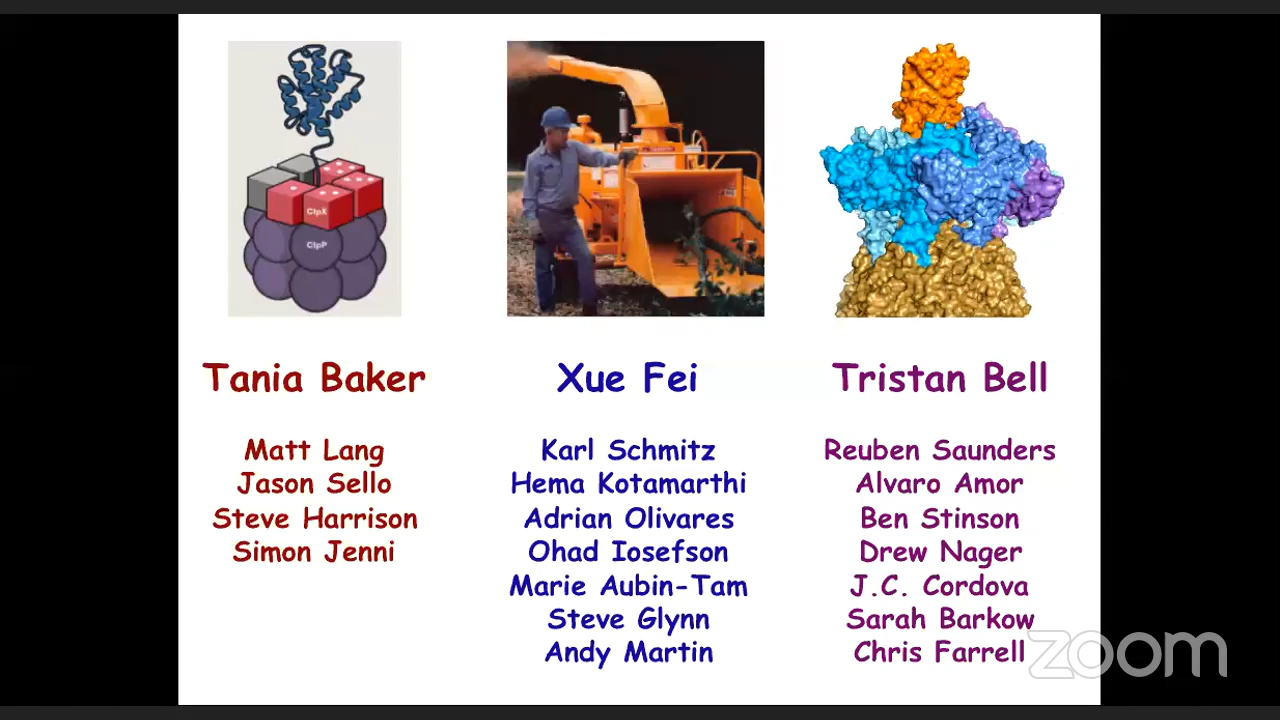 ClpX
ClpP
Tania Baker
Matt Lang
Jason Sello
Steve Harrison
Simon Jenni
Xue Fei
Karl Schmitz
Hema Kotamarthi
Adrian Olivares
Ohad Iosefson
Marie Aubin-Tam
Steve Glynn
Andy Martin
Tristan Bell
Reuben Saunders
Alvaro Amor
Ben Stinson
Drew Nager
J.C. Cordova
Sarah Barkow
Chris Farrell
zoom